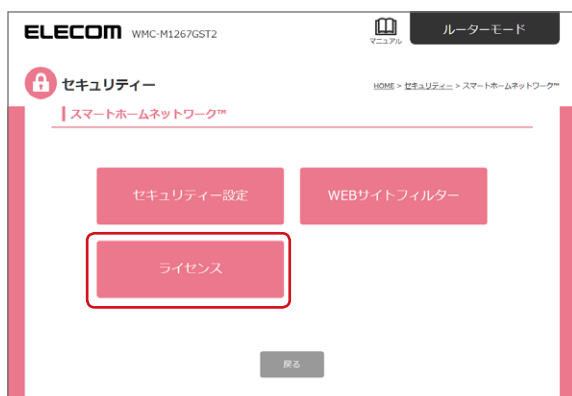 ELECOM WMC-M1267GST2
マニュアル
ルーターモード
セキュリティー
HOME > セキュリティー > スマートホームネットワーク™
スマートホームネットワーク™
セキュリティー設定
WEBサイトフィルター
ライセンス
戻る